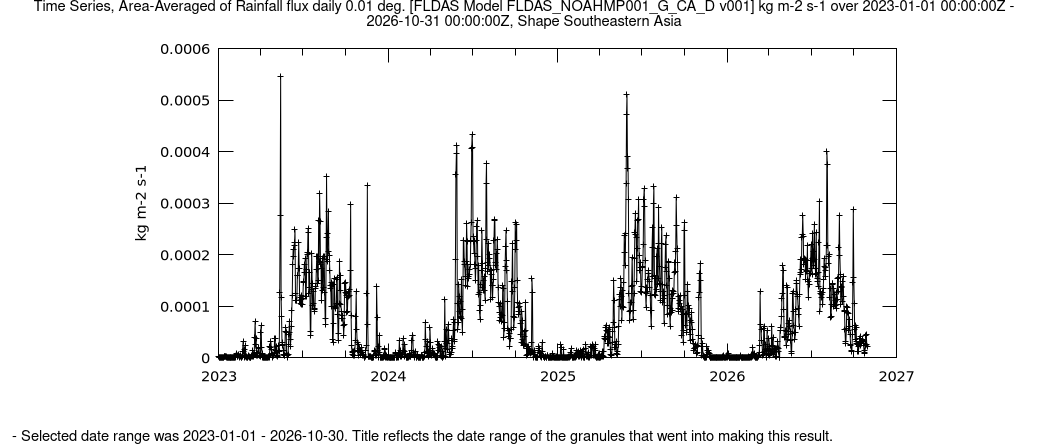 Time Series, Area-Averaged of Rainfall flux daily 0.01 deg. [FLDAS Model FLDAS_NOAHMP001_G_CA_D v001] kg m-2 s-1 over 2023-01-01 00:00:00Z -
2026-10-31 00:00:00Z, Shape Southeastern Asia
0.0006
0.0005
0.0004
0.0003
0.0002
0.0001
0
kg m-2 s-1
2023 2024 2025 2026 2027
- Selected date range was 2023-01-01 - 2026-10-30. Title reflects the date range of the granules that went into making this result.